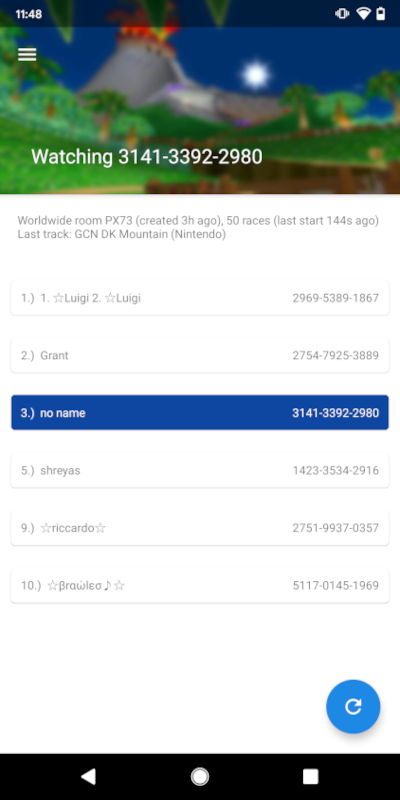 11:48
Watching 3141-3392-2980
Worldwide room PX73 (created 3h ago), 50 races (last start 144s ago)
Last track: GCN DK Mountain (Nintendo)
1.) 1. ☆Luigi 2. ☆Luigi 2969-5389-1867
2.) Grant 2754-7925-3889
3.) no name 3141-3392-2980
5.) shreyas 1423-3534-2916
9.) ☆riccardo☆ 2751-9937-0357
10.) ☆βraώlεσ♪☆ 5117-0145-1969